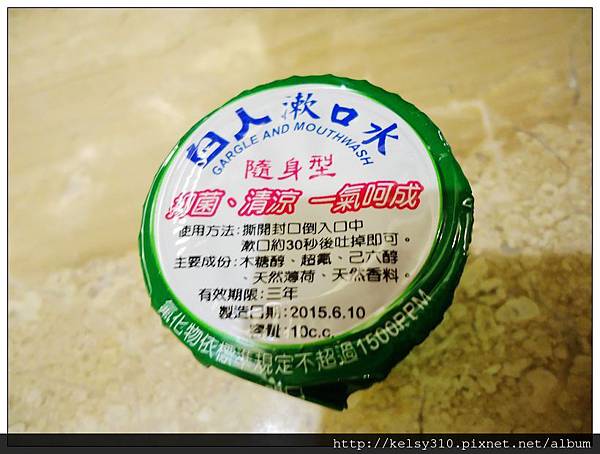 白人漱口水
GARGLE AND MOUTHWASH
隨身型
抑菌、清涼 一氣呵成
使用方法:撕開封口倒入口中
漱口約30秒後吐掉即可。
主要成份:木糖醇、超氟、己六醇
、天然薄荷、天然香料。
有效期限:三年
製造日期:2015.6.10
容量:10c.c.
氟化物依標準規定不超過1500PPM
http://kelsy310.pixnet.net/album